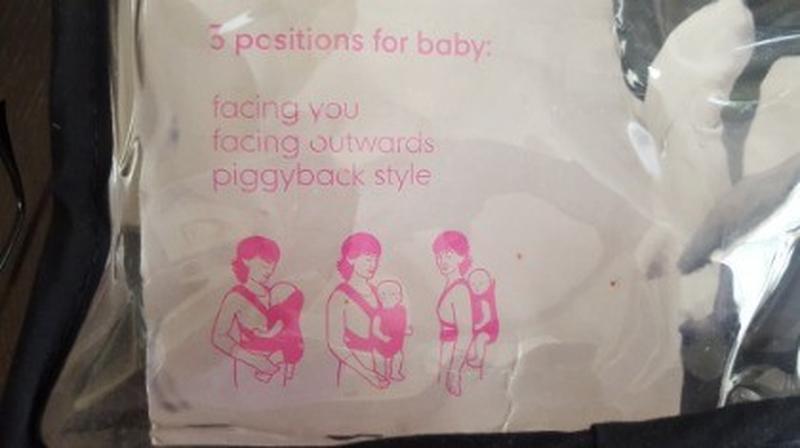 3 positions for baby:
facing you
facing outwards
piggyback style